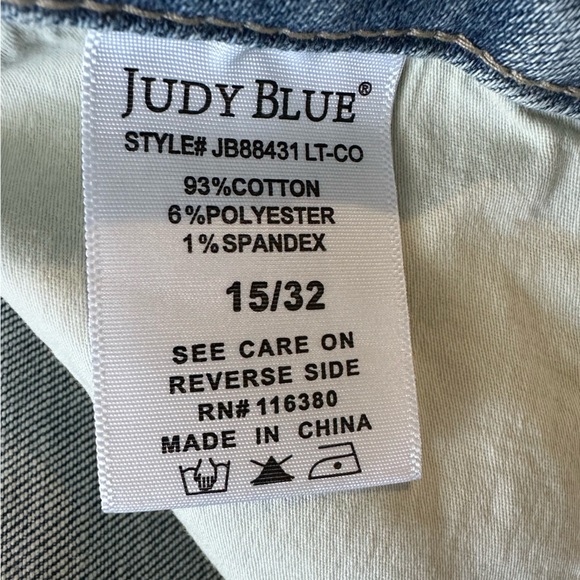 JUDY BLUE®
STYLE# JB88431 LT-CO
93%COTTON
6%POLYESTER
1%SPANDEX
15/32
SEE CARE ON
REVERSE SIDE
RN# 116380
MADE IN CHINA